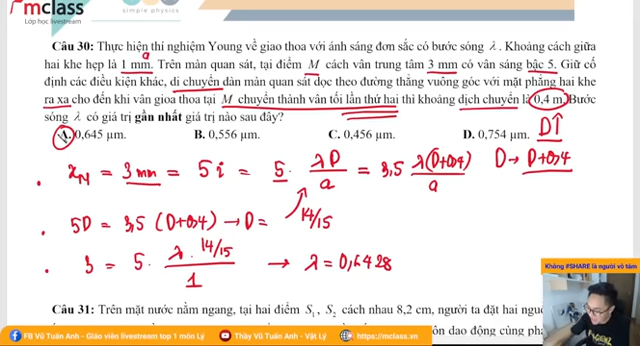 mclass
Lớp học livestream
simple physics
Câu 30: Thực hiện thí nghiệm Young về giao thoa với ánh sáng đơn sắc có bước sóng λ. Khoảng cách giữa
a
hai khe hẹp là 1 mm. Trên màn quan sát, tại điểm M cách vân trung tâm 3 mm có vân sáng bậc 5. Giữ cố
định các điều kiện khác, di chuyển dần màn quan sát dọc theo đường thẳng vuông góc với mặt phẳng hai khe
ra xa cho đến khi vân gioa thoa tại M chuyển thành vân tối lần thứ hai thì khoảng dịch chuyển là 0,4 m. Bước
sóng λ có giá trị gần nhất giá trị nào sau đây?
A. 0,645 μm. B. 0,556 μm. C. 0,456 μm. D. 0,754 μm.
D↑
x_M = 3mm = 5i = 5. λD/a = 3,5 λ(D+0,4)/a D → D+0,4
5D = 3,5 (D+0,4) → D = 14/15
3 = 5. λ. 14/15 / 1 → λ = 0,6428
Không #SHARE là người vô tâm
Câu 31: Trên mặt nước nằm ngang, tại hai điểm S₁, S₂ cách nhau 8,2 cm, người ta đặt hai
FB Vũ Tuấn Anh - Giáo viên livestream top 1 môn Lý Thầy Vũ Tuấn Anh - Vật Lý https://mclass.vn
dao động cùng